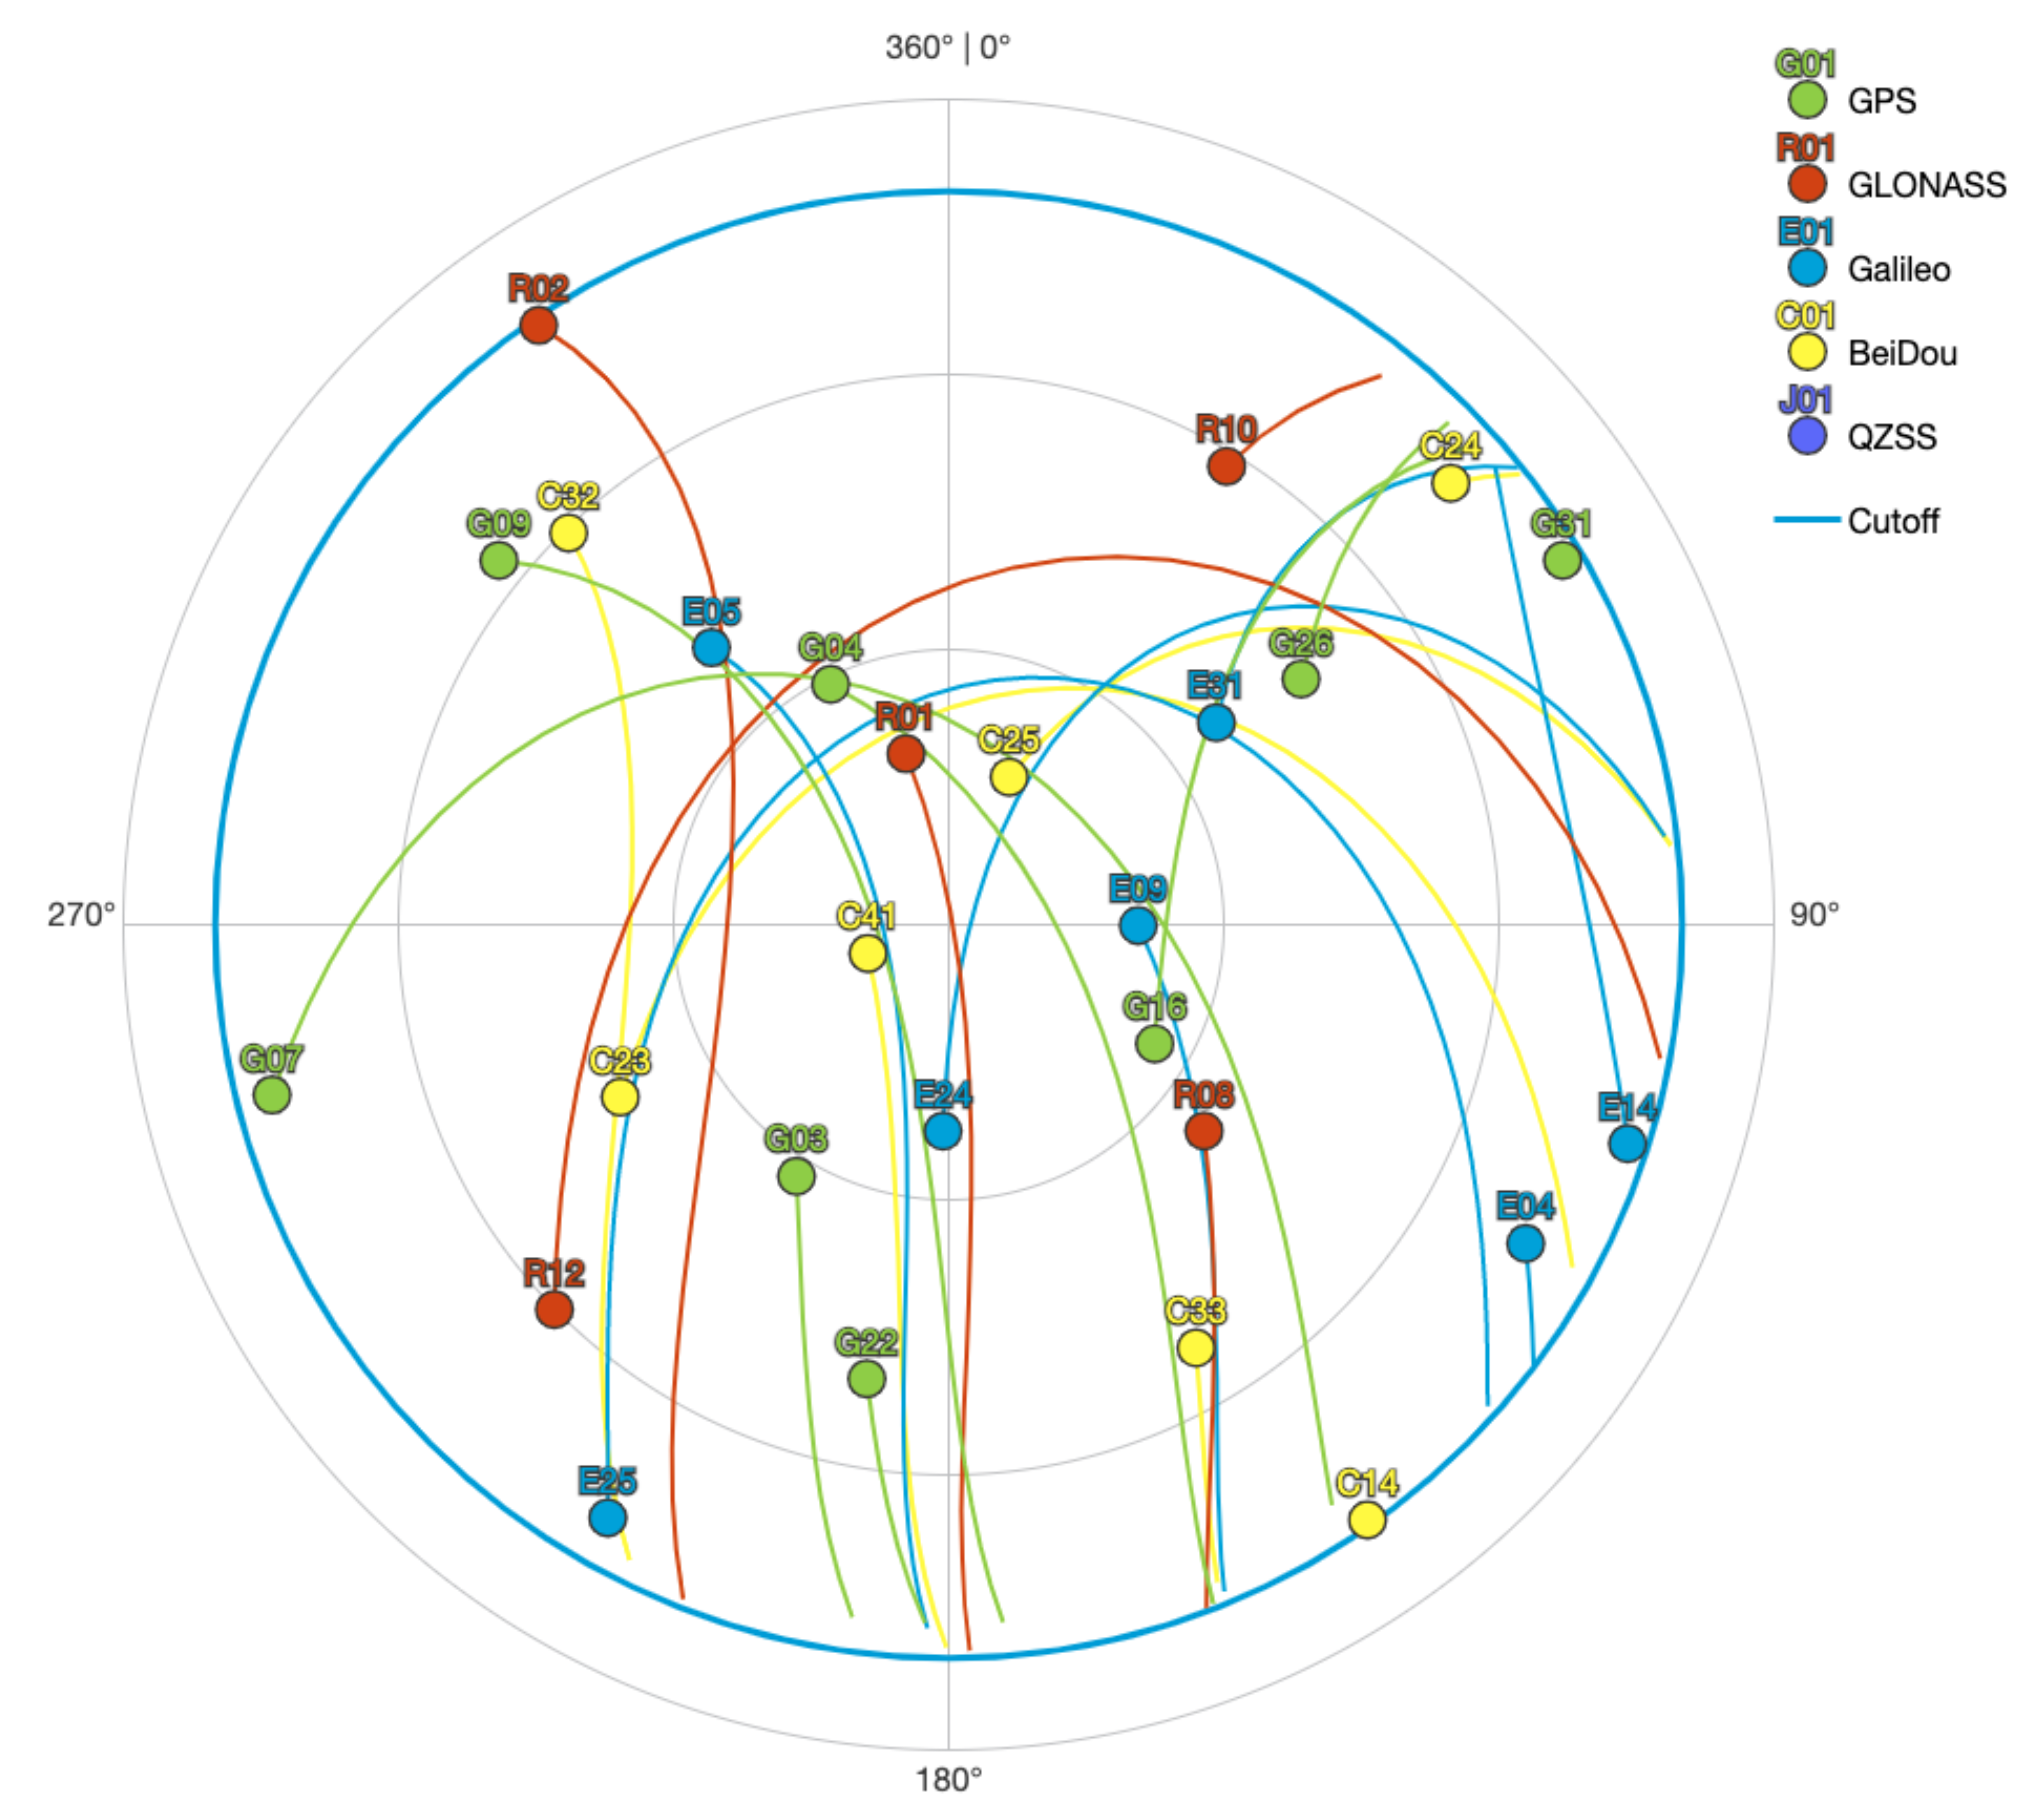 360° | 0°
G01
GPS
R01
GLONASS
E01
Galileo
C01
BeiDou
J01
QZSS
Cutoff
R02
R10
C24
C32
G09
G31
E05
G04
G26
E31
R01
C25
E09
C41
270°
90°
G16
G07
C23
E24
R08
E14
G03
E04
R12
C33
G22
E25
C14
180°